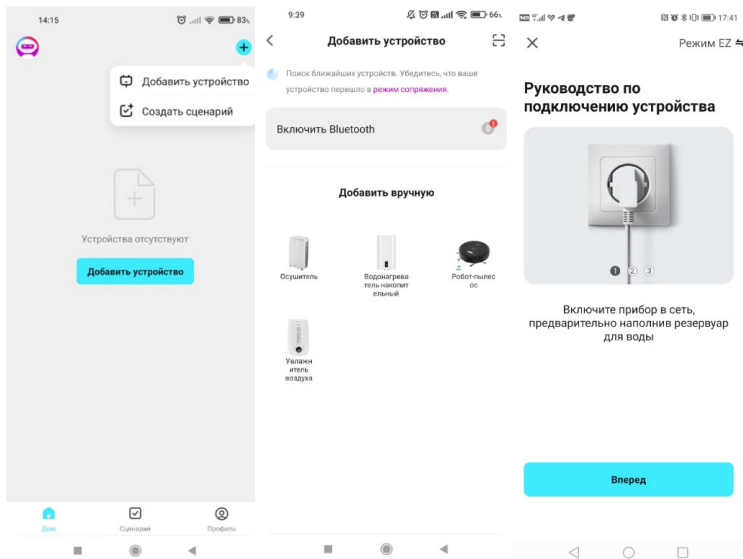 14:15
83%
Добавить устройство
Создать сценарий
Устройства отсутствуют
Добавить устройство
Дом
Сценарий
Профиль
9:39
66%
Добавить устройство
Поиск ближайших устройств. Убедитесь, что ваше
устройство перешло в режим сопряжения.
Включить Bluetooth
Добавить вручную
Осушитель
Водонагрева
тель накопит
ельный
Робот-пылес
ос
Увлажн
итель
воздуха
17:41
Режим EZ
Руководство по
подключению устройства
1 2 3
Включите прибор в сеть,
предварительно наполнив резервуар
для воды
Вперед